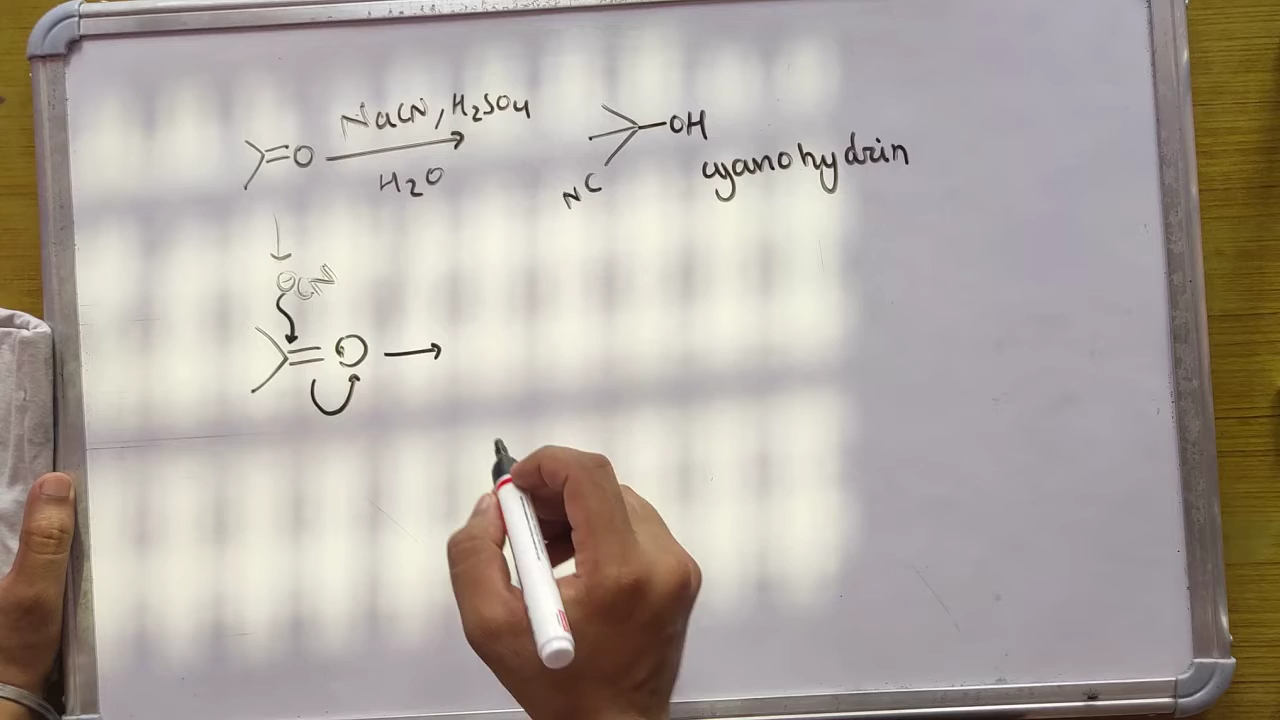 NaCN, H2SO4
=O → OH
H2O
NC
cyanohydrin
⊖CN
=O →